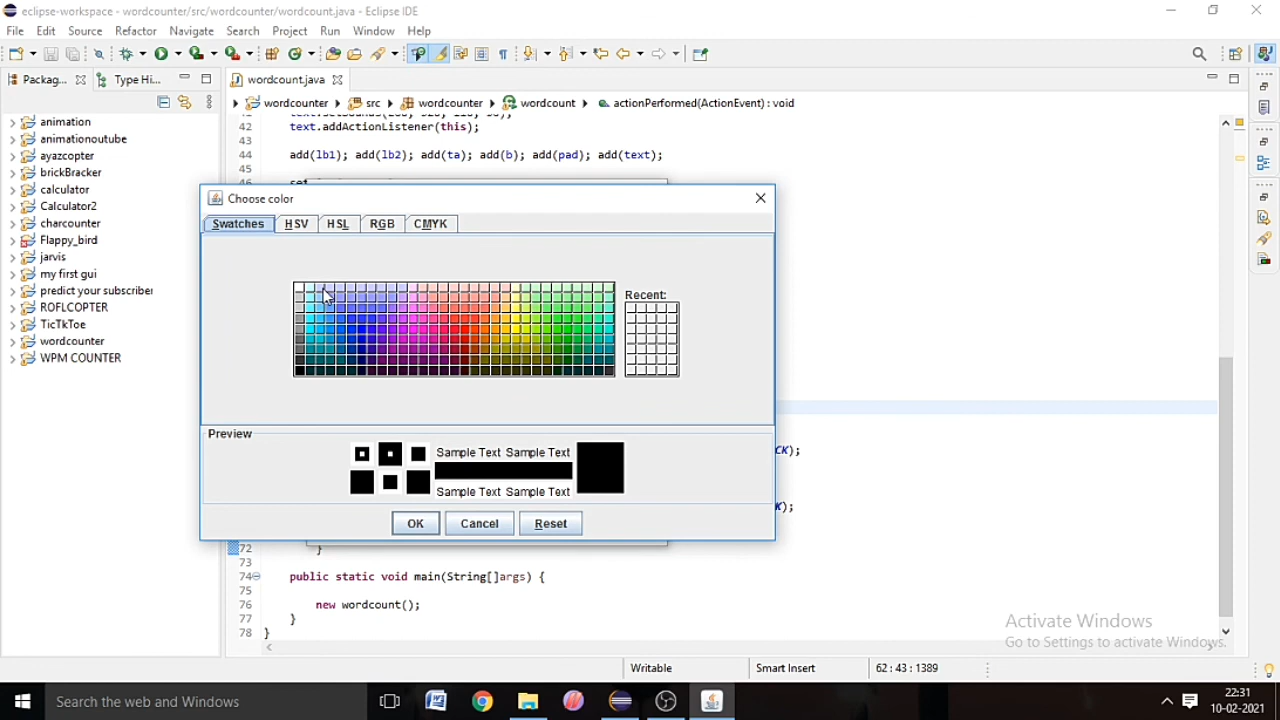 eclipse-workspace - wordcounter/src/wordcounter/wordcount.java - Eclipse IDE
File Edit Source Refactor Navigate Search Project Run Window Help
Packag... Type Hi... wordcount.java
wordcounter src wordcounter wordcount actionPerformed(ActionEvent) : void
animation
animationoutube
ayazcopter
brickBracker
calculator
Calculator2
charcounter
Flappy_bird
jarvis
my first gui
predict your subscriber
ROFLCOPTER
TicTkToe
wordcounter
WPM COUNTER
42 text.addActionListener(this);
43
44 add(lb1); add(lb2); add(ta); add(b); add(pad); add(text);
45
46
Choose color
Swatches HSV HSL RGB CMYK
Recent:
Preview
Sample Text Sample Text
Sample Text Sample Text
OK Cancel Reset
CK);
K);
72 }
73
74 public static void main(String[]args) {
75
76 new wordcount();
77 }
78 }
Activate Windows
Go to Settings to activate Windows.
Writable Smart Insert 62 : 43 : 1389
Search the web and Windows
22:31
10-02-2021